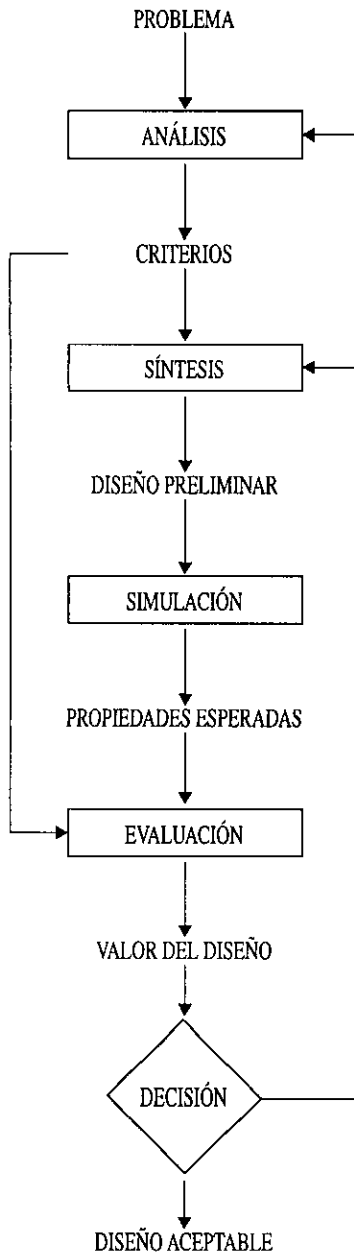 PROBLEMA
ANÁLISIS
CRITERIOS
SÍNTESIS
DISEÑO PRELIMINAR
SIMULACIÓN
PROPIEDADES ESPERADAS
EVALUACIÓN
VALOR DEL DISEÑO
DECISIÓN
DISEÑO ACEPTABLE